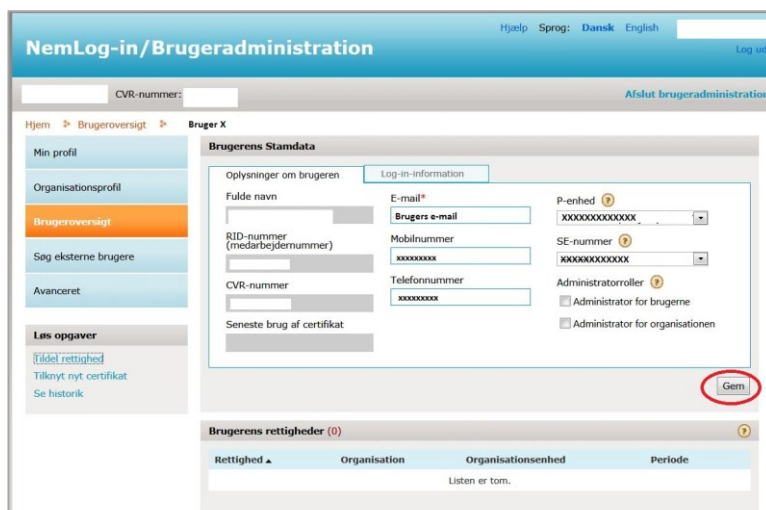 Hjælp Sprog: Dansk English
NemLog-in/Brugeradministration
Log ud
CVR-nummer:
Afslut brugeradministration
Hjem Brugeroversigt Bruger X
Min profil
Organisationsprofil
Brugeroversigt
Søg eksterne brugere
Avanceret
Løs opgaver
Tildel rettighed
Tilknyt nyt certifikat
Se historik
Brugerens Stamdata
Oplysninger om brugeren
Log-in-information
Fulde navn
RID-nummer
(medarbejdernummer)
CVR-nummer
Seneste brug af certifikat
E-mail*
Brugers e-mail
Mobilnummer
xxxxxxxxx
Telefonnummer
xxxxxxxxx
P-enhed ?
XXXXXXXXXXXXX
SE-nummer ?
XXXXXXXXXXXX
Administratorroller ?
Administrator for brugerne
Administrator for organisationen
Gem
Brugerens rettigheder (0) ?
Rettighed Organisation Organisationsenhed Periode
Listen er tom.